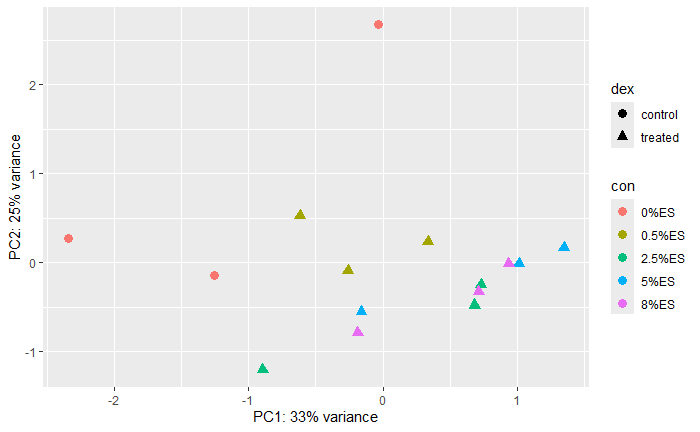 2
1
0
-1
-2
-1
0
1
PC1: 33% variance
PC2: 25% variance
dex
control
treated
con
0%ES
0.5%ES
2.5%ES
5%ES
8%ES